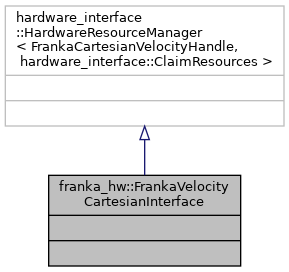 hardware_interface
::HardwareResourceManager
< FrankaCartesianVelocityHandle,
hardware_interface::ClaimResources >
franka_hw::FrankaVelocity
CartesianInterface